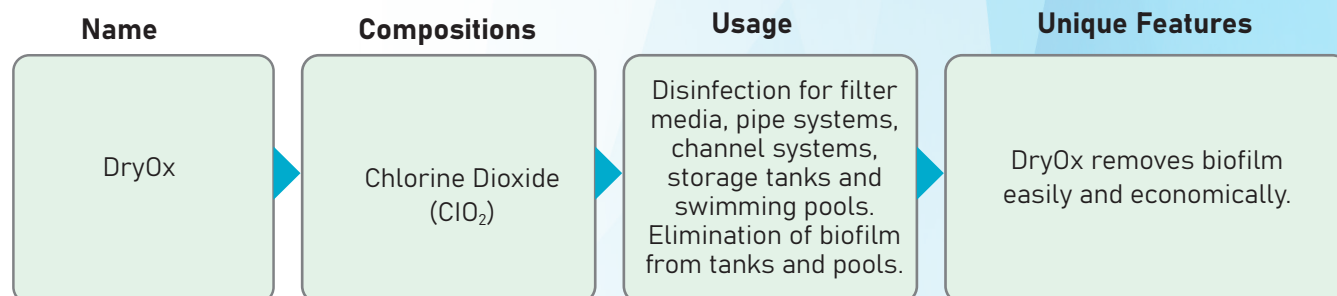 Name
Compositions
Usage
Unique Features
DryOx
Chlorine Dioxide
(ClO₂)
Disinfection for filter
media, pipe systems,
channel systems,
storage tanks and
swimming pools.
Elimination of biofilm
from tanks and pools.
DryOx removes biofilm
easily and economically.